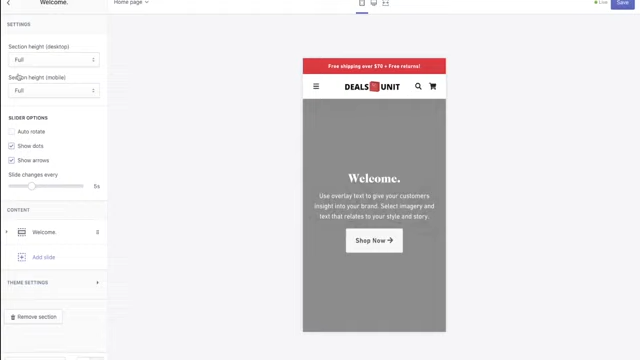 Welcome.
Home page
Live
Save
SETTINGS
Section height (desktop)
Full
Section height (mobile)
Full
SLIDER OPTIONS
Auto rotate
Show dots
Show arrows
Slide changes every
5s
CONTENT
Welcome.
Add slide
THEME SETTINGS
Remove section
Free shipping over $70 + Free returns!
DEALS UNIT
Welcome.
Use overlay text to give your customers
insight into your brand. Select imagery and
text that relates to your style and story.
Shop Now